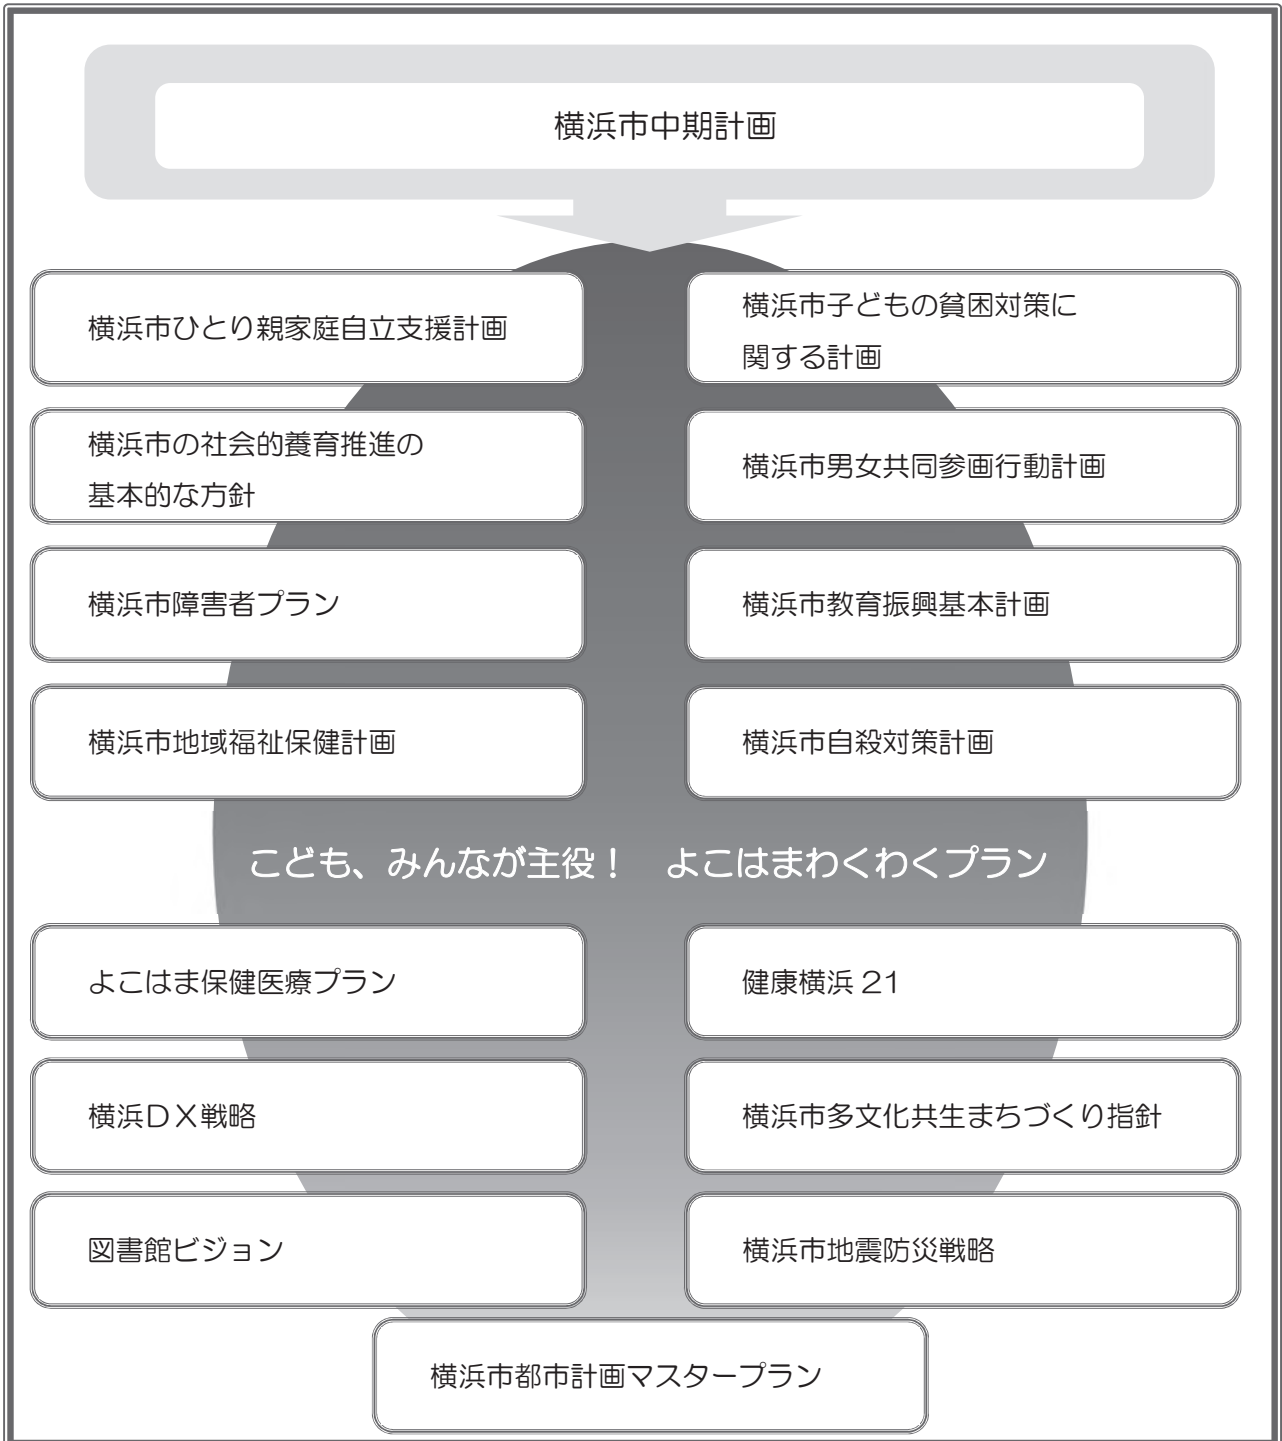 横浜市中期計画
横浜市ひとり親家庭自立支援計画
横浜市子どもの貧困対策に
関する計画
横浜市の社会的養育推進の
基本的な方針
横浜市男女共同参画行動計画
横浜市障害者プラン
横浜市教育振興基本計画
横浜市地域福祉保健計画
横浜市自殺対策計画
こども、みんなが主役！　よこはまわくわくプラン
よこはま保健医療プラン
健康横浜 21
横浜ＤＸ戦略
横浜市多文化共生まちづくり指針
図書館ビジョン
横浜市地震防災戦略
横浜市都市計画マスタープラン